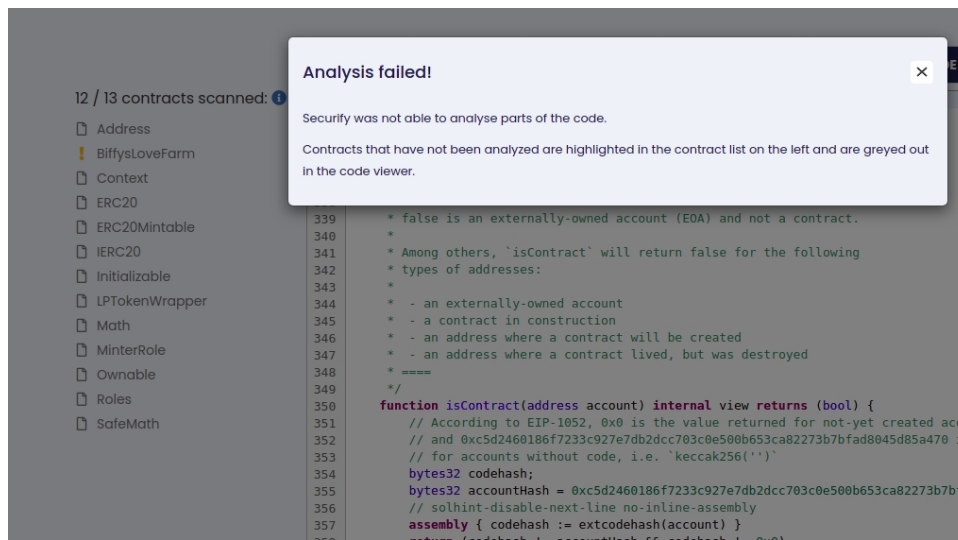 Analysis failed!
Securify was not able to analyse parts of the code.
Contracts that have not been analyzed are highlighted in the contract list on the left and are greyed out
in the code viewer.
12 / 13 contracts scanned:
Address
BiffysLoveFarm
Context
ERC20
ERC20Mintable
IERC20
Initializable
LPTokenWrapper
Math
MinterRole
Ownable
Roles
SafeMath
339 * false is an externally-owned account (EOA) and not a contract.
340 *
341 * Among others, `isContract` will return false for the following
342 * types of addresses:
343 *
344 *  - an externally-owned account
345 *  - a contract in construction
346 *  - an address where a contract will be created
347 *  - an address where a contract lived, but was destroyed
348 * ====
349 */
350 function isContract(address account) internal view returns (bool) {
351 // According to EIP-1052, 0x0 is the value returned for not-yet created
352 // and 0xc5d2460186f7233c927e7db2dcc703c0e500b653ca82273b7bfad8045d85a470
353 // for accounts without code, i.e. `keccak256('')`
354 bytes32 codehash;
355 bytes32 accountHash = 0xc5d2460186f7233c927e7db2dcc703c0e500b653ca82273b7b
356 // solhint-disable-next-line no-inline-assembly
357 assembly { codehash := extcodehash(account) }